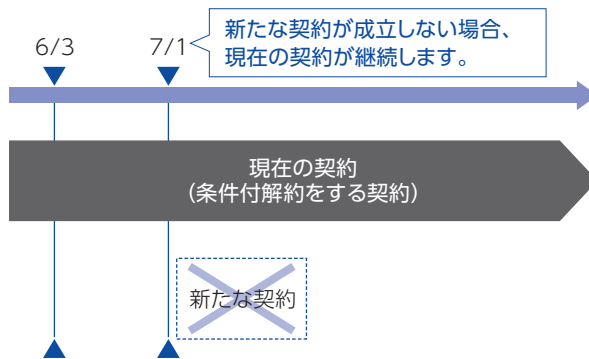 6/3
7/1
新たな契約が成立しない場合、
現在の契約が継続します。
現在の契約
(条件付解約をする契約)
新たな契約